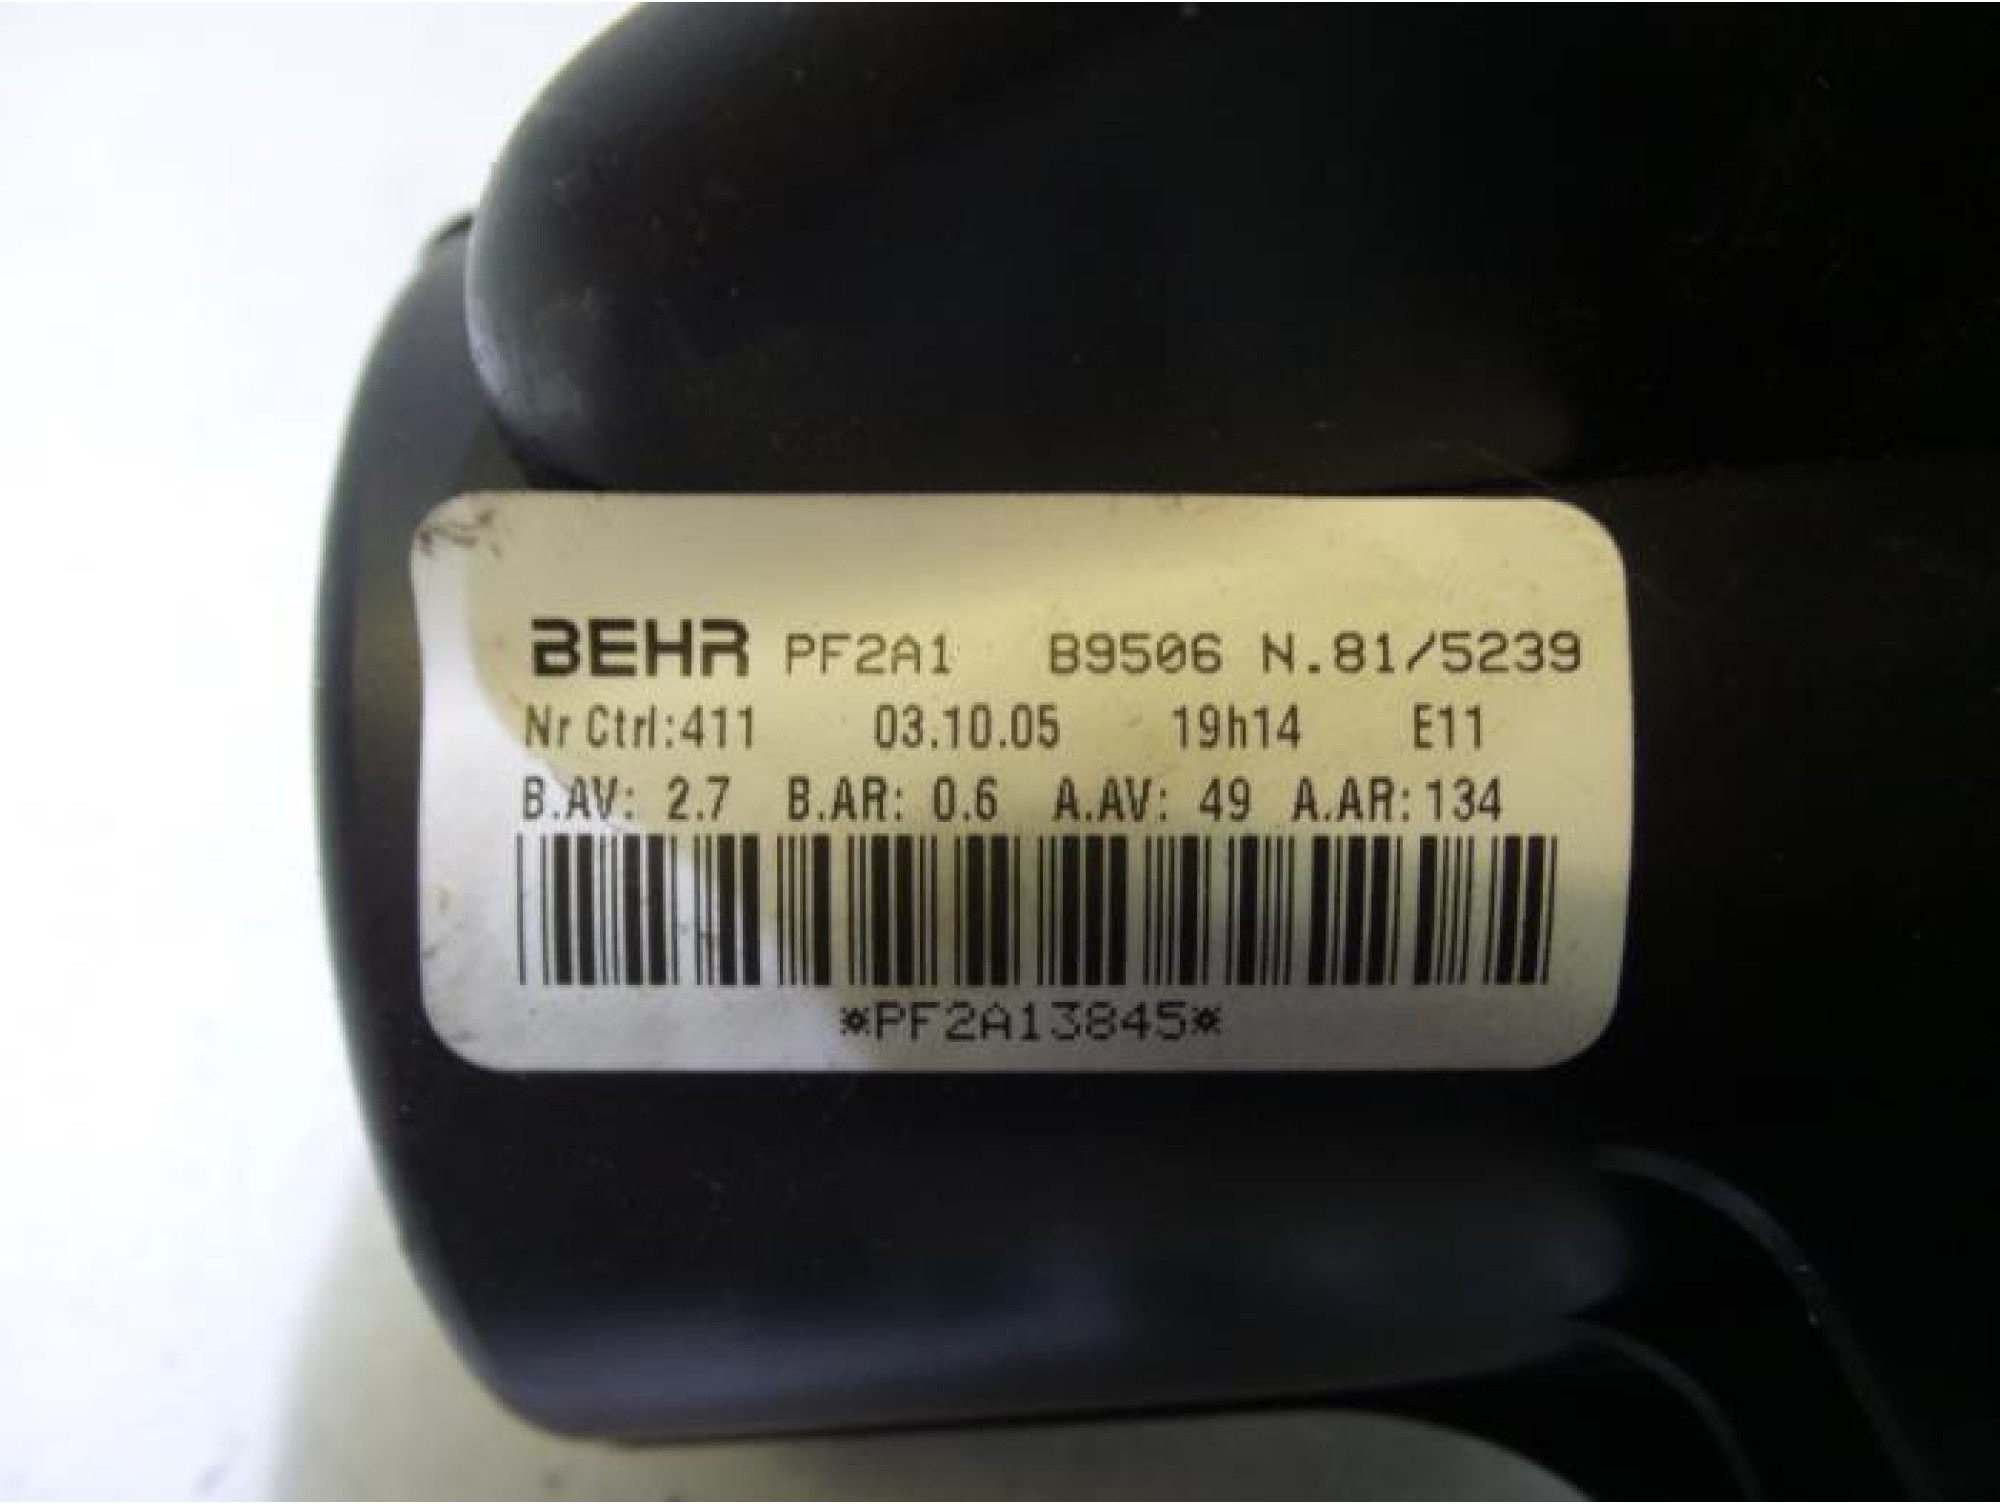 BEHR PF2A1 B9506 N.81/5239
Nr Ctrl:411 03.10.05 19h14 E11
B.AV: 2.7 B.AR: 0.6 A.AV: 49 A.AR: 134
*PF2A13845*